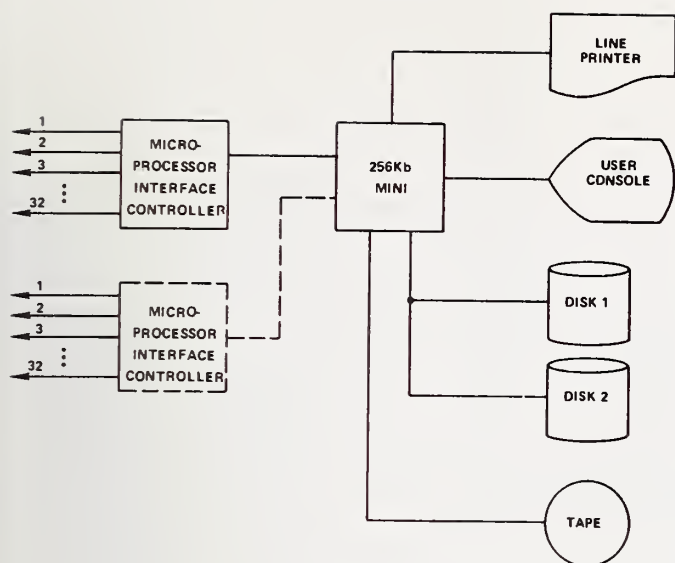 LINE
PRINTER
1
2
3
32
MICRO-
PROCESSOR
INTERFACE
CONTROLLER
256Kb
MINI
USER
CONSOLE
1
2
3
32
MICRO-
PROCESSOR
INTERFACE
CONTROLLER
DISK 1
DISK 2
TAPE